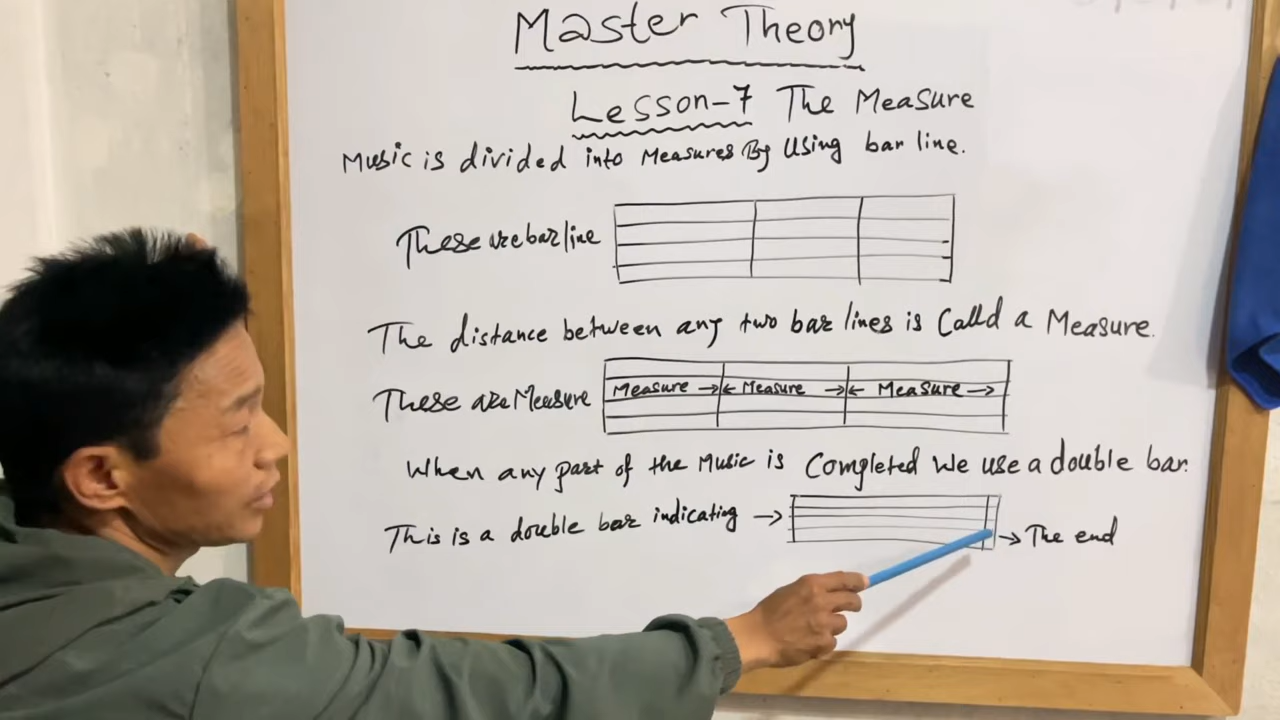 Master Theory
Lesson-7 The Measure
Music is divided into Measures By Using bar line.
These are bar line
The distance between any two bar lines is Called a Measure.
These are Measure Measure → ← Measure → ← Measure →
When any part of the Music is Completed We use a double bar.
This is a double bar indicating → → The end